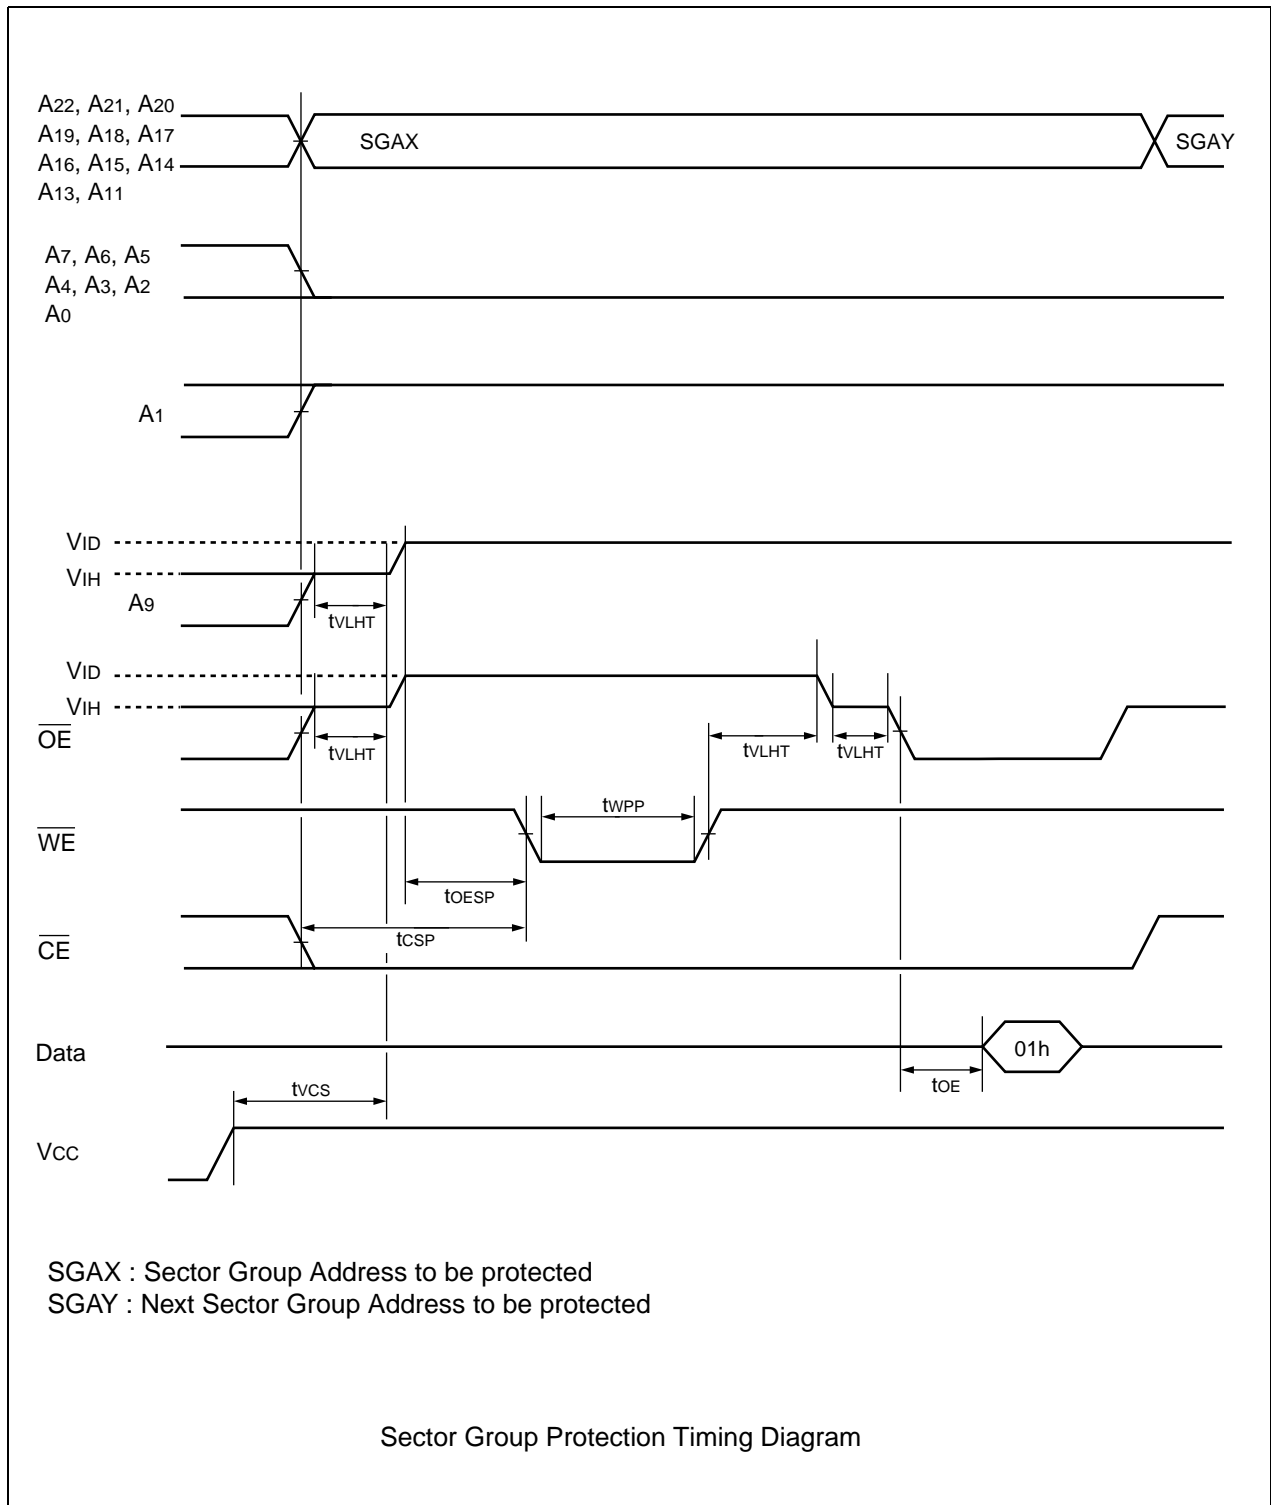 A22, A21, A20
A19, A18, A17
A16, A15, A14
A13, A11
SGAX
SGAY
A7, A6, A5
A4, A3, A2
A0
A1
VID
VIH
A9
tVLHT
VID
VIH
OE
tVLHT
tVLHT
tVLHT
tWPP
WE
tOESP
tCSP
CE
Data
01h
tOE
tVCS
VCC
SGAX : Sector Group Address to be protected
SGAY : Next Sector Group Address to be protected
Sector Group Protection Timing Diagram